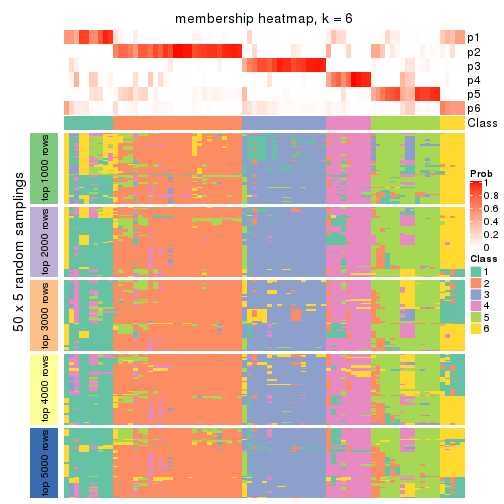 membership heatmap, k = 6
p1
p2
p3
p4
p5
p6
Class
50 x 5 random samplings
top 1000 rows
top 2000 rows
top 3000 rows
top 4000 rows
top 5000 rows
Prob
1
0.8
0.6
0.4
0.2
0
Class
1
2
3
4
5
6